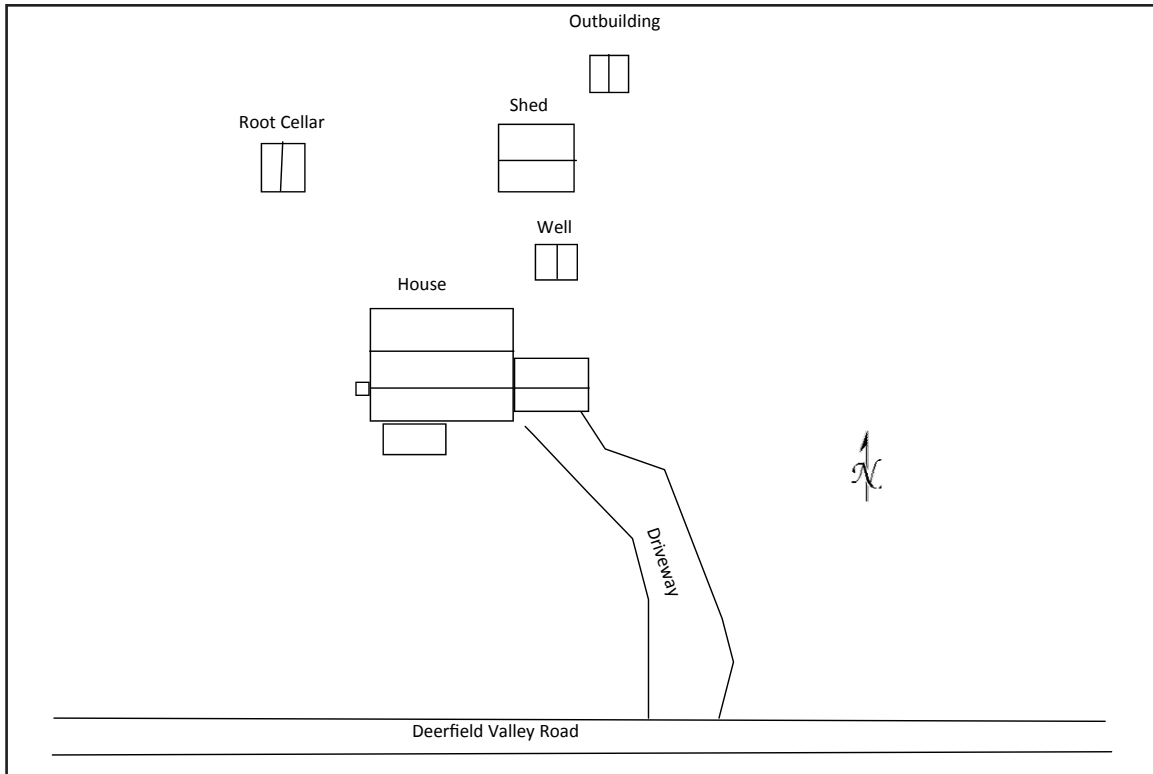 Outbuilding
Shed
Root Cellar
Well
House
N.
Driveway
Deerfield Valley Road